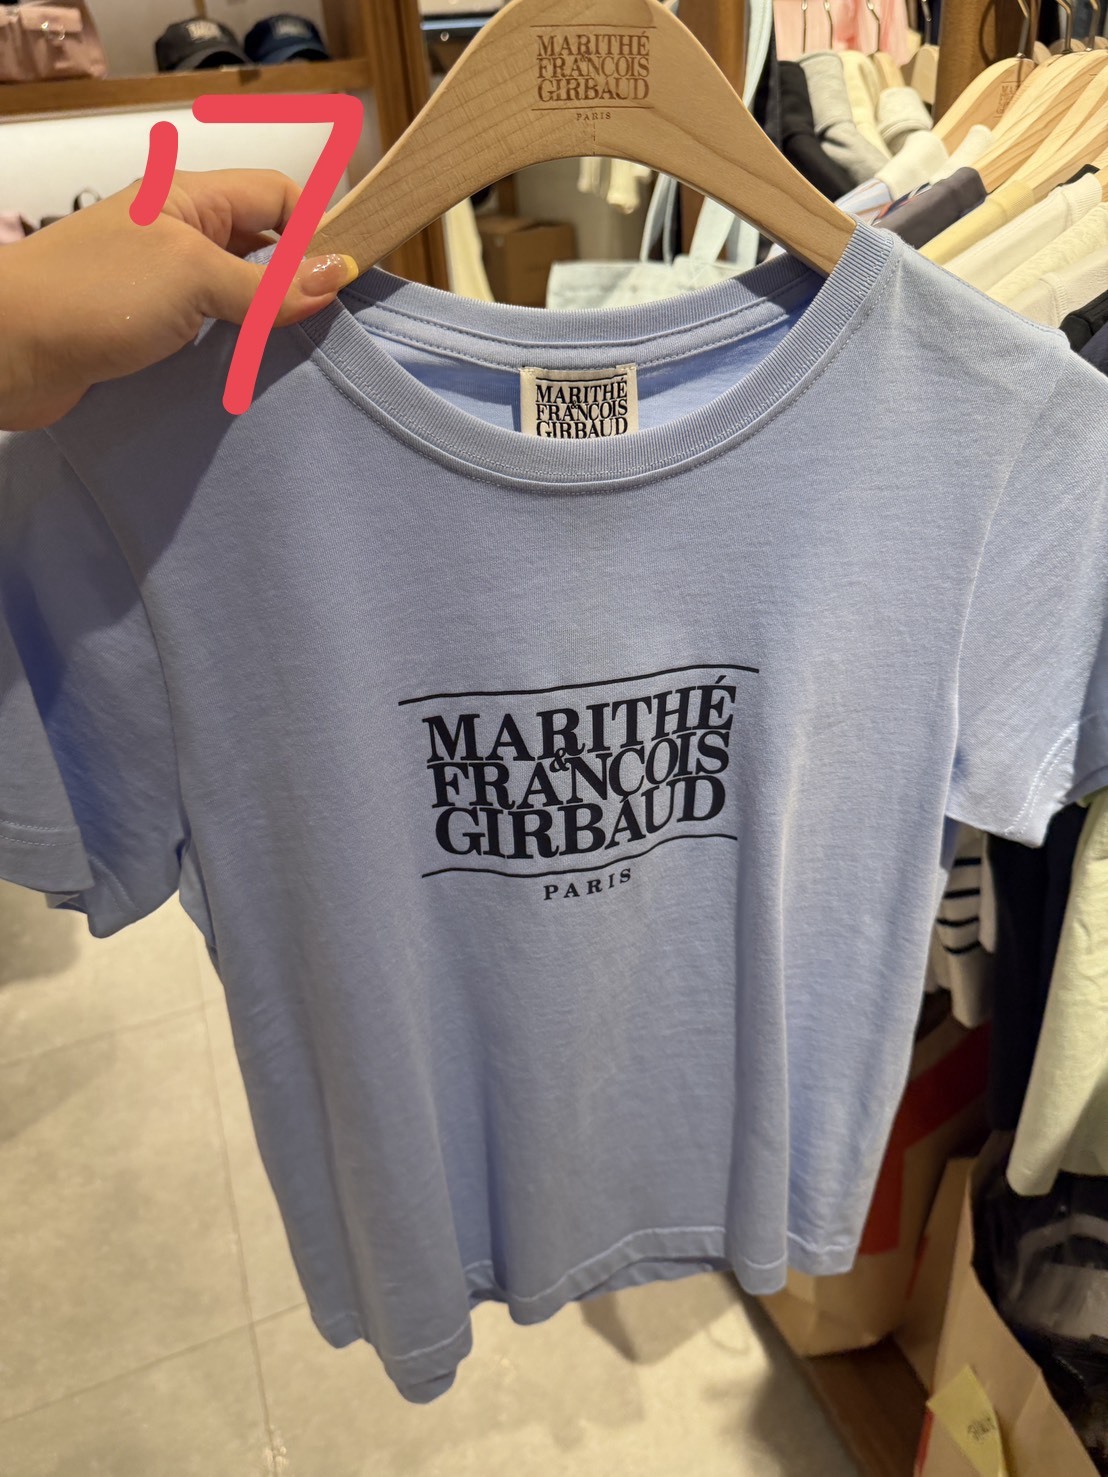 MARITHÉ
&
FRANÇOIS
GIRBAUD
PARIS
7
MARITHÉ
&
FRANÇOIS
GIRBAUD
MARITHÉ
&
FRANÇOIS
GIRBAUD
PARIS